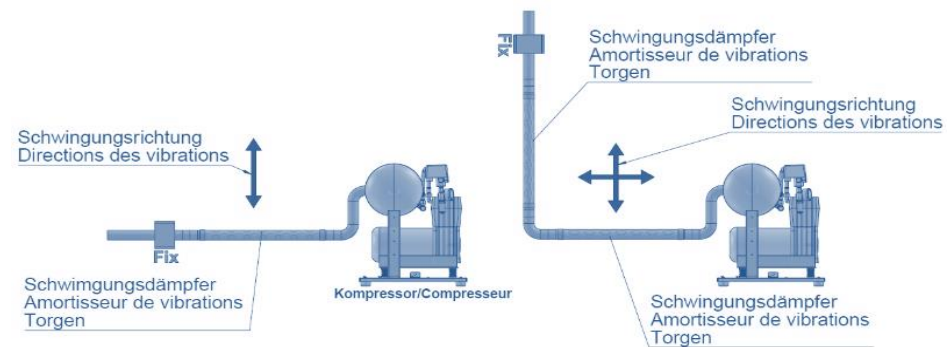 Schwingungsrichtung
Directions des vibrations
Fix
Schwimgungsdämpfer
Amortisseur de vibrations
Torgen
Kompressor/Compresseur
Fix
Schwingungsdämpfer
Amortisseur de vibrations
Torgen
Schwingungsrichtung
Directions des vibrations
Schwingungsdämpfer
Amortisseur de vibrations
Torgen